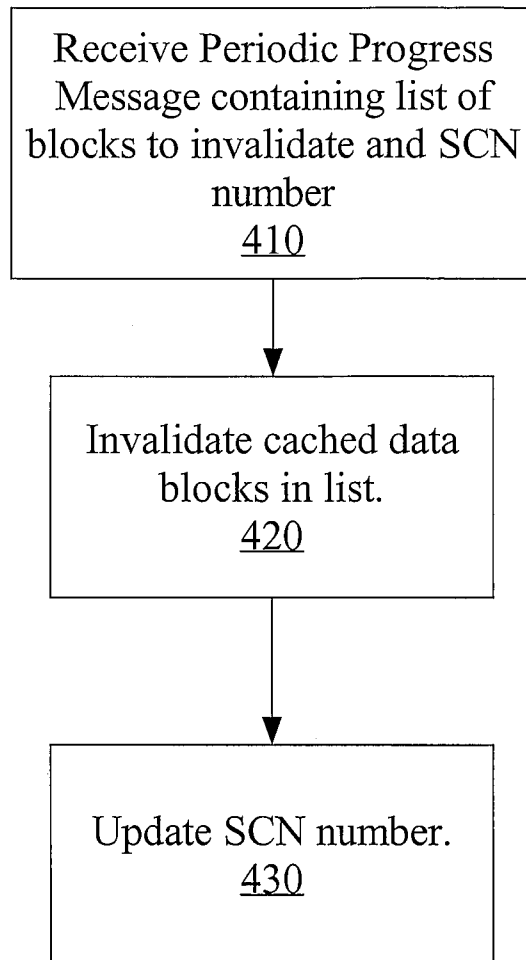 Receive Periodic Progress
Message containing list of
blocks to invalidate and SCN
number
410
Invalidate cached data
blocks in list.
420
Update SCN number.
430